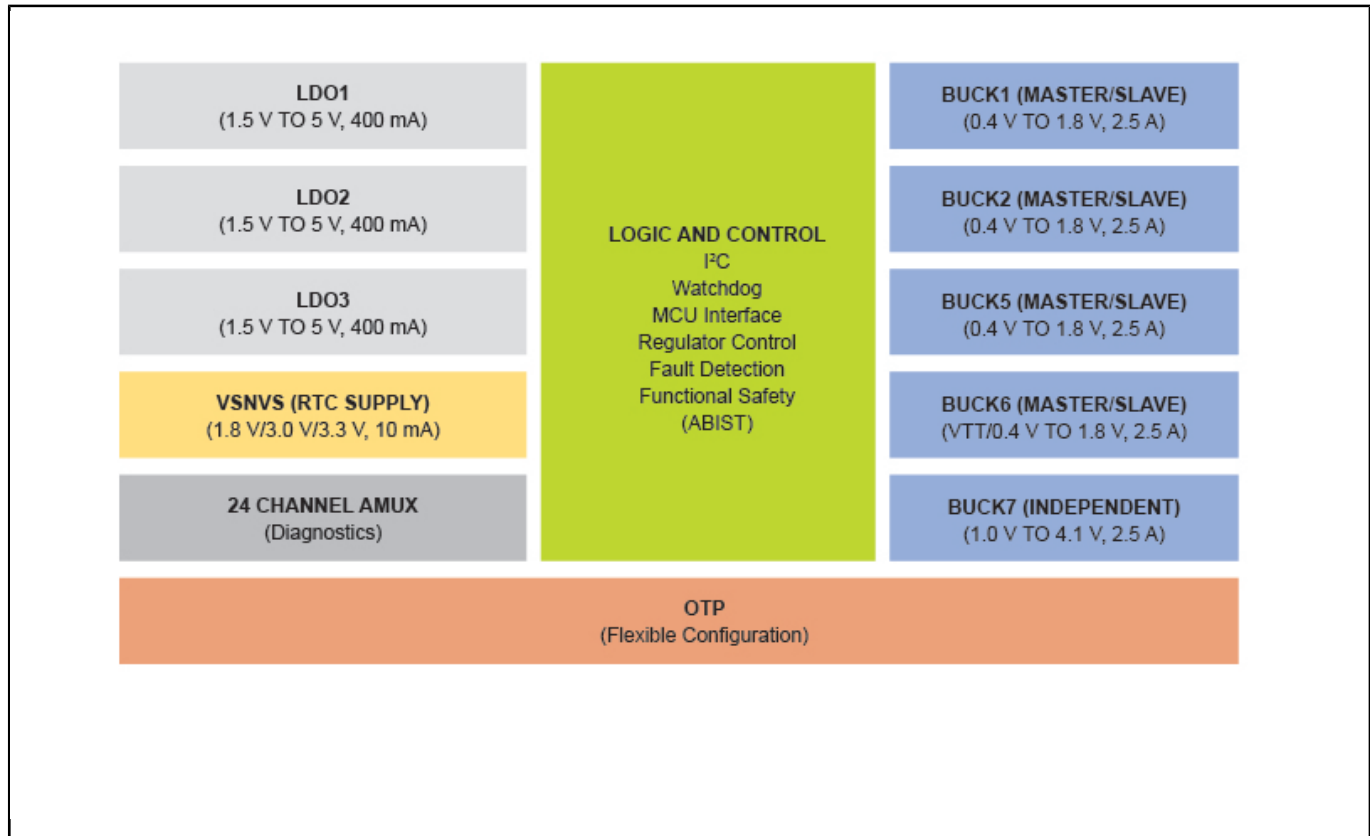 LDO1
(1.5 V TO 5 V, 400 mA)
LDO2
(1.5 V TO 5 V, 400 mA)
LDO3
(1.5 V TO 5 V, 400 mA)
VSNVS (RTC SUPPLY)
(1.8 V/3.0 V/3.3 V, 10 mA)
24 CHANNEL AMUX
(Diagnostics)
LOGIC AND CONTROL
I²C
Watchdog
MCU Interface
Regulator Control
Fault Detection
Functional Safety
(ABIST)
BUCK1 (MASTER/SLAVE)
(0.4 V TO 1.8 V, 2.5 A)
BUCK2 (MASTER/SLAVE)
(0.4 V TO 1.8 V, 2.5 A)
BUCK5 (MASTER/SLAVE)
(0.4 V TO 1.8 V, 2.5 A)
BUCK6 (MASTER/SLAVE)
(VTT/0.4 V TO 1.8 V, 2.5 A)
BUCK7 (INDEPENDENT)
(1.0 V TO 4.1 V, 2.5 A)
OTP
(Flexible Configuration)